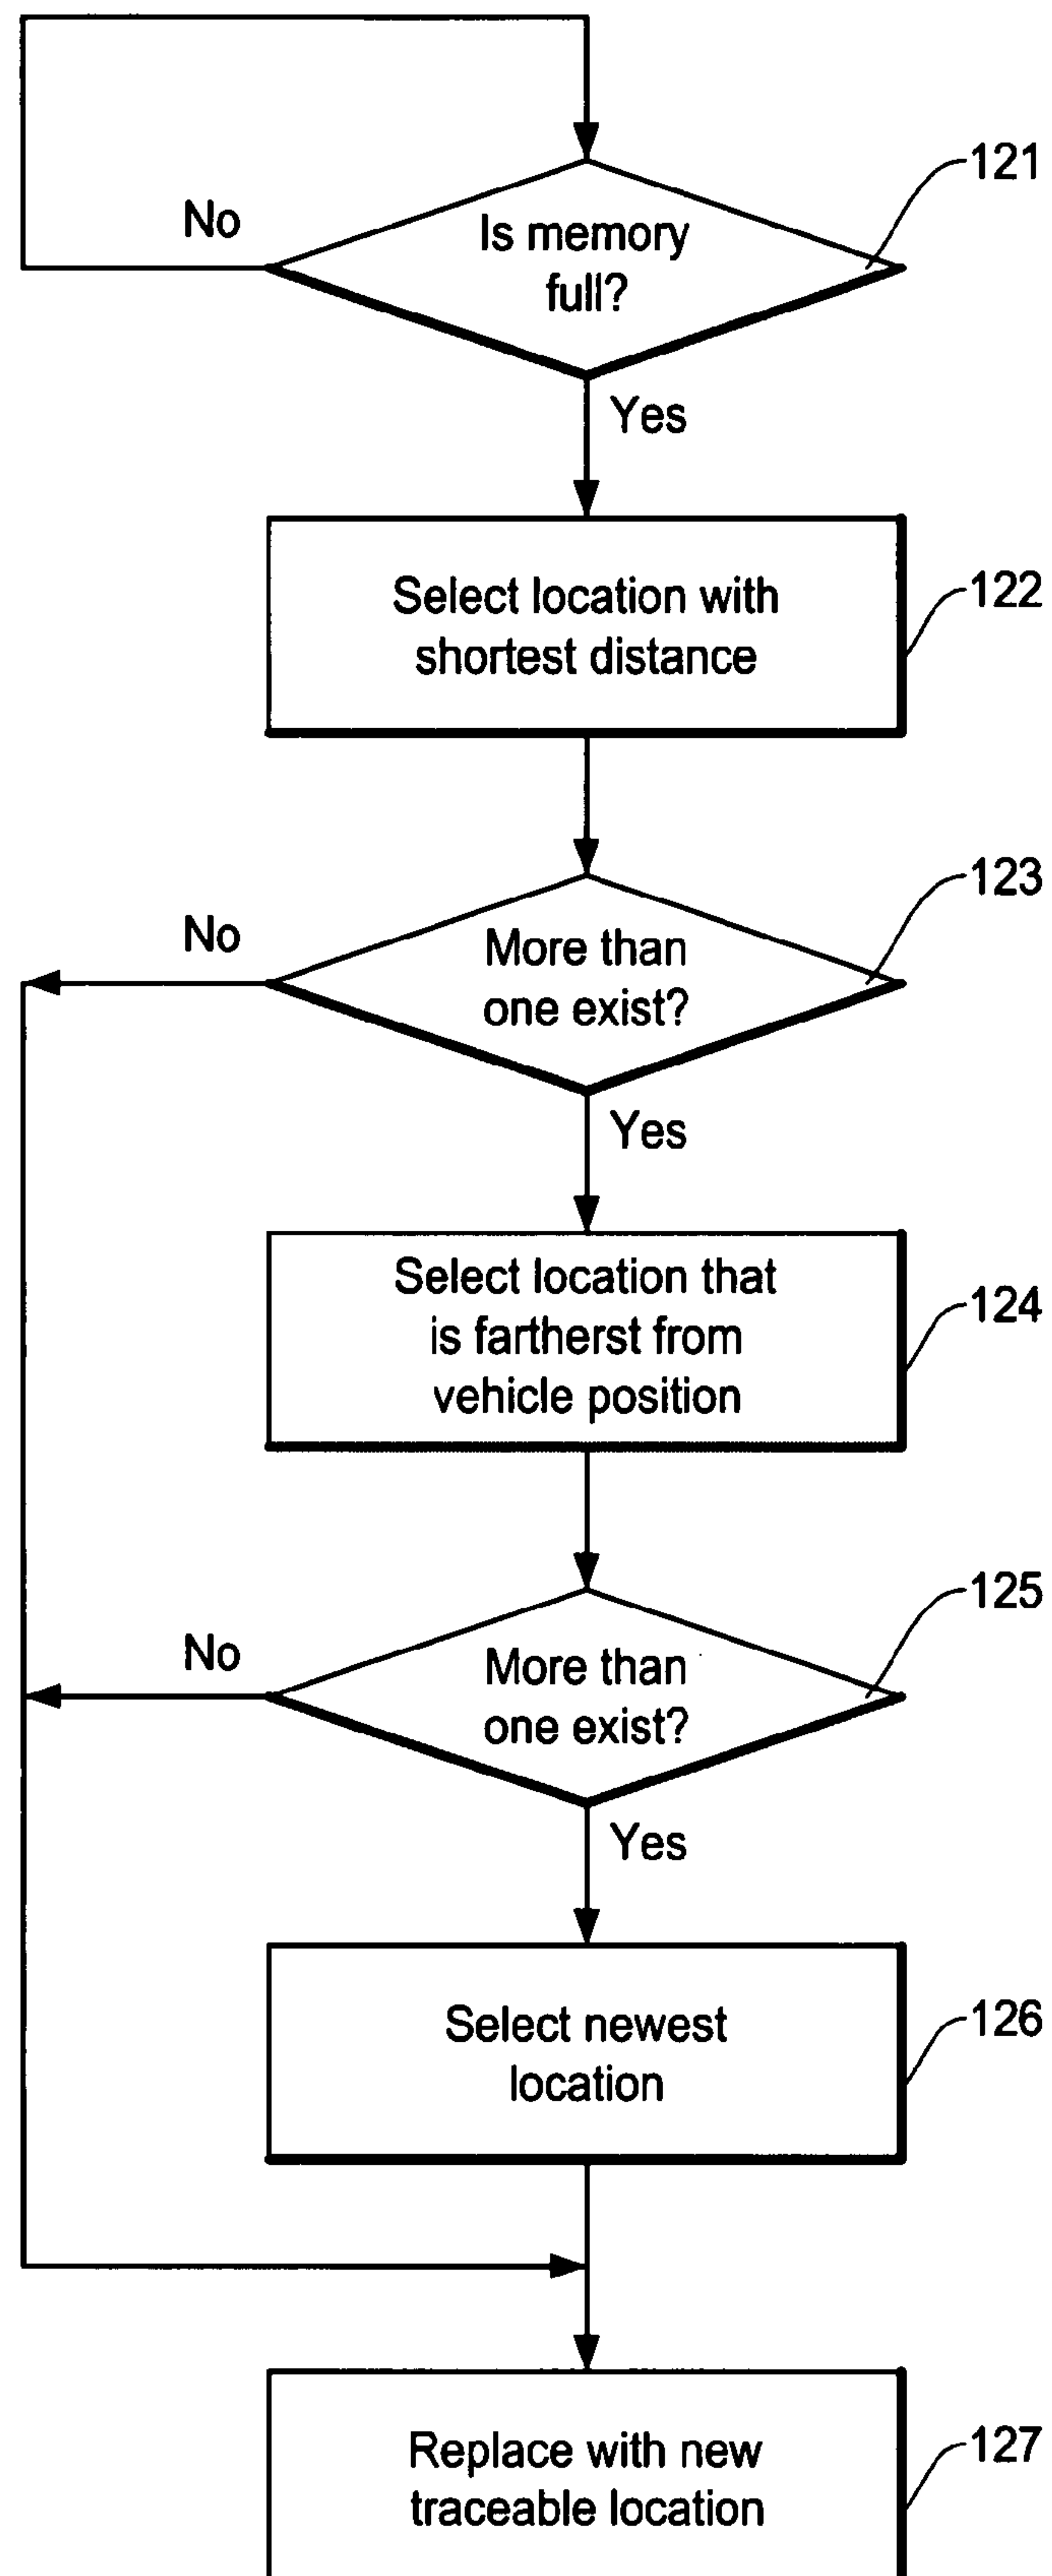 121
No
Is memory
full?
Yes
Select location with
shortest distance
122
123
No
More than
one exist?
Yes
Select location that
is fartherst from
vehicle position
124
125
No
More than
one exist?
Yes
Select newest
location
126
Replace with new
traceable location
127